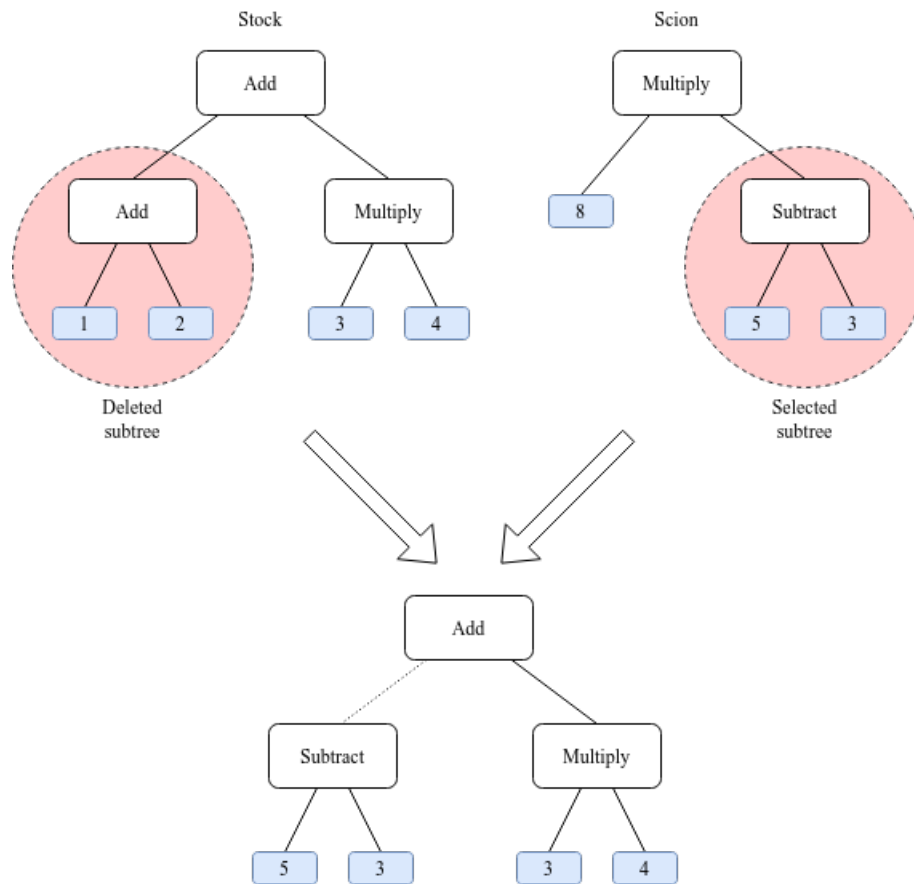 Stock
Scion
Add
Multiply
Add
Multiply
8
Subtract
1
2
3
4
5
3
Deleted
subtree
Selected
subtree
Add
Subtract
Multiply
5
3
3
4